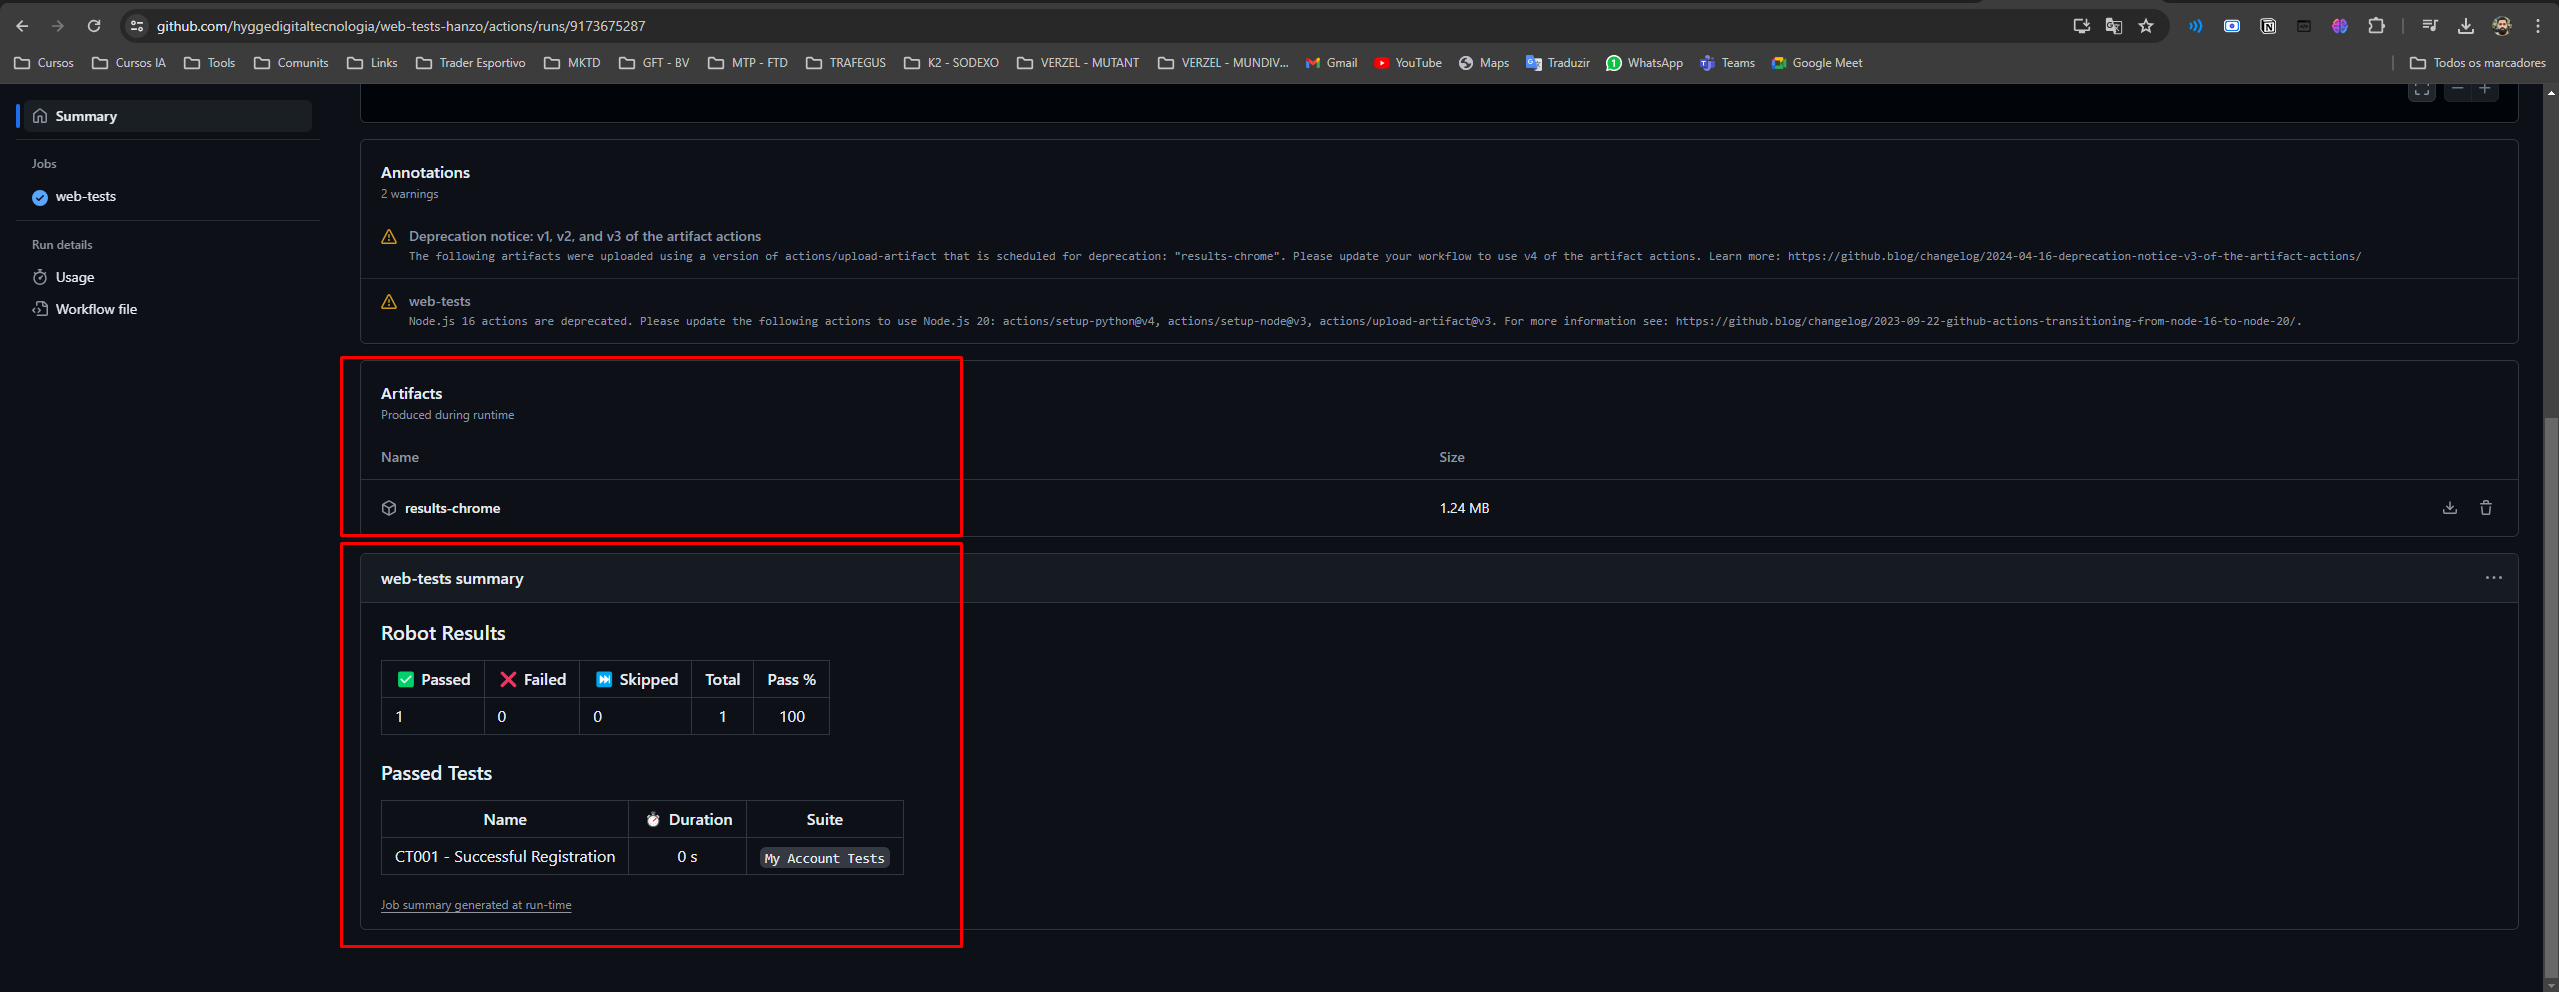 github.com/hyggedigitaltecnologia/web-tests-hanzo/actions/runs/9173675287
Cursos Cursos IA Tools Comunits Links Trader Esportivo MKTD GFT - BV MTP - FTD TRAFEGUS K2 - SODEXO VERZEL - MUTANT VERZEL - MUNDIV... Gmail YouTube Maps Traduzir WhatsApp Teams Google Meet Todos os marcadores
Summary
Jobs
web-tests
Run details
Usage
Workflow file
Annotations
2 warnings
Deprecation notice: v1, v2, and v3 of the artifact actions
The following artifacts were uploaded using a version of actions/upload-artifact that is scheduled for deprecation: "results-chrome". Please update your workflow to use v4 of the artifact actions. Learn more: https://github.blog/changelog/2024-04-16-deprecation-notice-v3-of-the-artifact-actions/
web-tests
Node.js 16 actions are deprecated. Please update the following actions to use Node.js 20: actions/setup-python@v4, actions/setup-node@v3, actions/upload-artifact@v3. For more information see: https://github.blog/changelog/2023-09-22-github-actions-transitioning-from-node-16-to-node-20/.
Artifacts
Produced during runtime
Name Size
results-chrome 1.24 MB
web-tests summary
Robot Results
✅ Passed ❌ Failed ⏭ Skipped Total Pass %
1 0 0 1 100
Passed Tests
Name ⏱ Duration Suite
CT001 - Successful Registration 0 s My Account Tests
Job summary generated at run-time